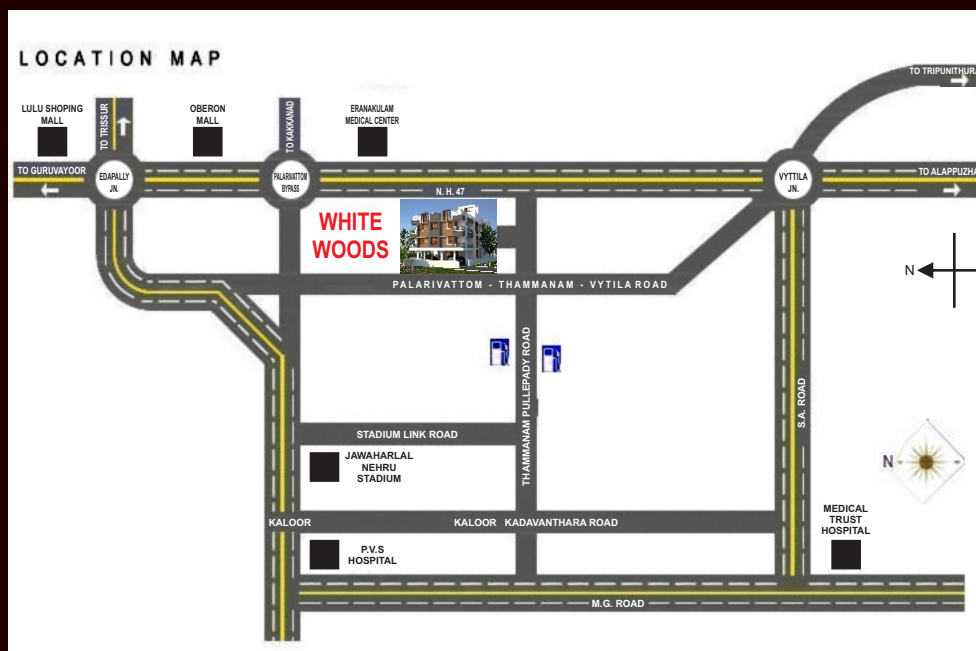 LOCATION MAP
LULU SHOPING
MALL
TO TRISSUR
OBERON
MALL
TO KAKKANAD
ERANAKULAM
MEDICAL CENTER
TO TRIPUNITHURA
TO GURUVAYOOR
EDAPALLY
JN.
PALARIVATTOM
BYPASS
N. H. 47
VYTTILA
JN.
TO ALAPPUZHA
WHITE
WOODS
N
PALARIVATTOM - THAMMANAM - VYTILA ROAD
THAMMANAM PULLEPADY ROAD
S.A. ROAD
STADIUM LINK ROAD
JAWAHARLAL
NEHRU
STADIUM
N
KALOOR
KALOOR KADAVANTHARA ROAD
MEDICAL
TRUST
HOSPITAL
P.V.S
HOSPITAL
M.G. ROAD